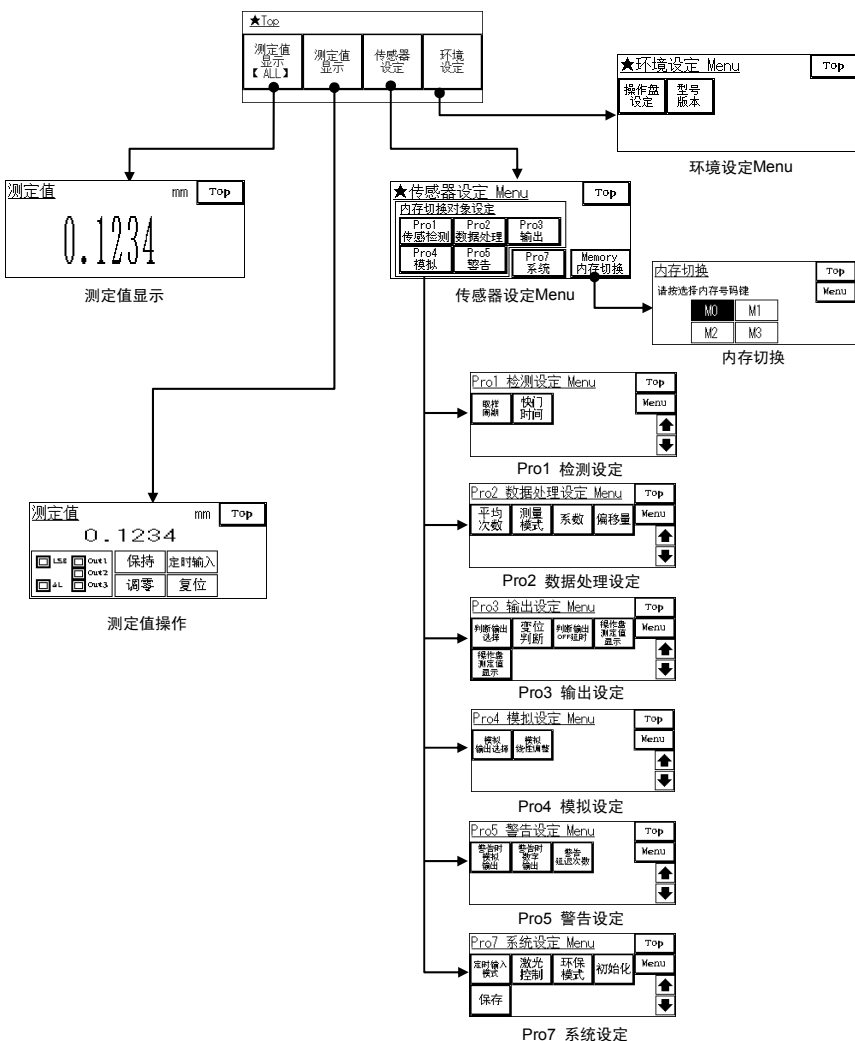 ★Top
测定值
显示
【ALL】
测定值
显示
传感器
设定
环境
设定
★环境设定 Menu
Top
操作盘
设定
型号
版本
环境设定Menu
测定值
mm
Top
0.1234
测定值显示
★传感器设定 Menu
Top
内存切换对象设定
Pro1
传感检测
Pro2
数据处理
Pro3
输出
Pro4
模拟
Pro5
警告
Pro7
系统
Memory
内存切换
传感器设定Menu
内存切换
Top
请按选择内存号码键
Menu
M0
M1
M2
M3
内存切换
Pro1 检测设定 Menu
Top
取样
周期
快门
时间
Menu
Pro1 检测设定
Pro2 数据处理设定 Menu
Top
平均
次数
测量
模式
系数
偏移量
Menu
Pro2 数据处理设定
测定值
mm
Top
0.1234
LSR
Out1
Out2
AL
Out3
保持
定时输入
调零
复位
测定值操作
Pro3 输出设定 Menu
Top
判断输出
选择
变位
判断
判断输出
OFF延时
操作盘
测定值
显示
Menu
操作盘
测定值
显示
Pro3 输出设定
Pro4 模拟设定 Menu
Top
模拟
输出选择
模拟
线性调整
Menu
Pro4 模拟设定
Pro5 警告设定 Menu
Top
警告时
模拟
输出
警告时
数字
输出
警告
延迟次数
Menu
Pro5 警告设定
Pro7 系统设定 Menu
Top
定时输入
模式
激光
控制
环保
模式
初始化
Menu
保存
Pro7 系统设定